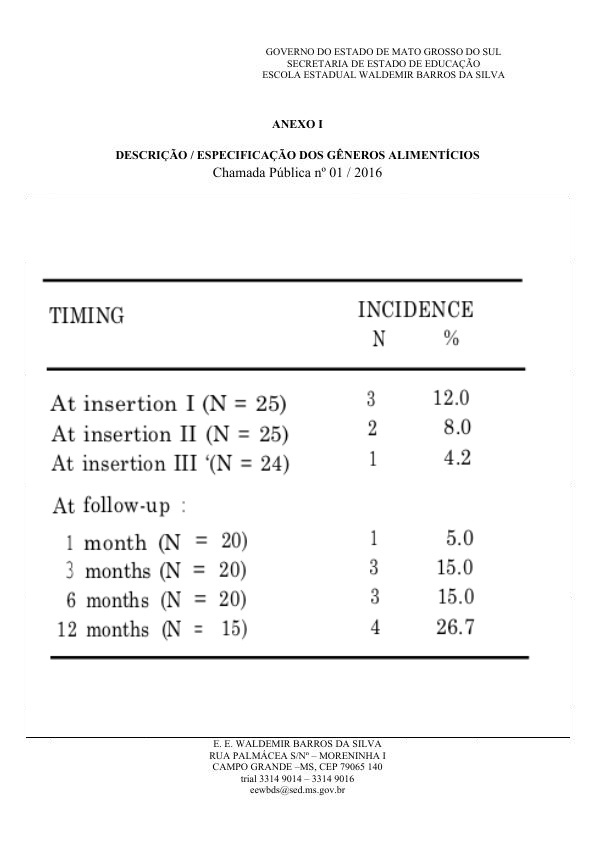 GOVERNO DO ESTADO DE MATO GROSSO DO SUL
SECRETARIA DE ESTADO DE EDUCAÇÃO
ESCOLA ESTADUAL WALDEMIR BARROS DA SILVA
ANEXO I
DESCRIÇÃO / ESPECIFICAÇÃO DOS GÊNEROS ALIMENTÍCIOS
Chamada Pública nº 01 / 2016
TIMING INCIDENCE
N %
At insertion I (N = 25) 3 12.0
At insertion II (N = 25) 2 8.0
At insertion III ‘(N = 24) 1 4.2
At follow-up :
1 month (N = 20) 1 5.0
3 months (N = 20) 3 15.0
6 months (N = 20) 3 15.0
12 months (N = 15) 4 26.7
E. E. WALDEMIR BARROS DA SILVA
RUA PALMÁCEA S/Nº – MORENINHA I
CAMPO GRANDE –MS, CEP 79065 140
trial 3314 9014 – 3314 9016
eewbds@sed.ms.gov.br